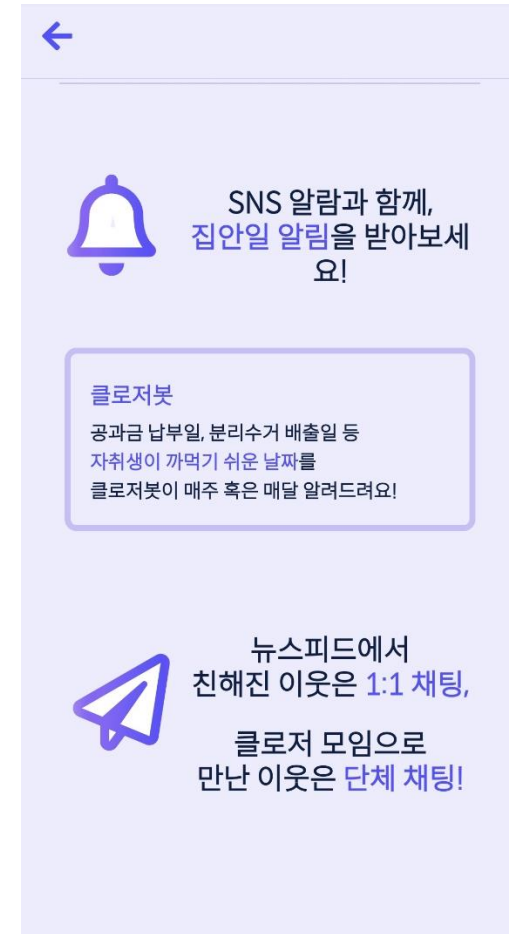 SNS 알람과 함께,
집안일 알림을 받아보세
요!
클로저봇
공과금 납부일, 분리수거 배출일 등
자취생이 까먹기 쉬운 날짜를
클로저봇이 매주 혹은 매달 알려드려요!
뉴스피드에서
친해진 이웃은 1:1 채팅,
클로저 모임으로
만난 이웃은 단체 채팅!